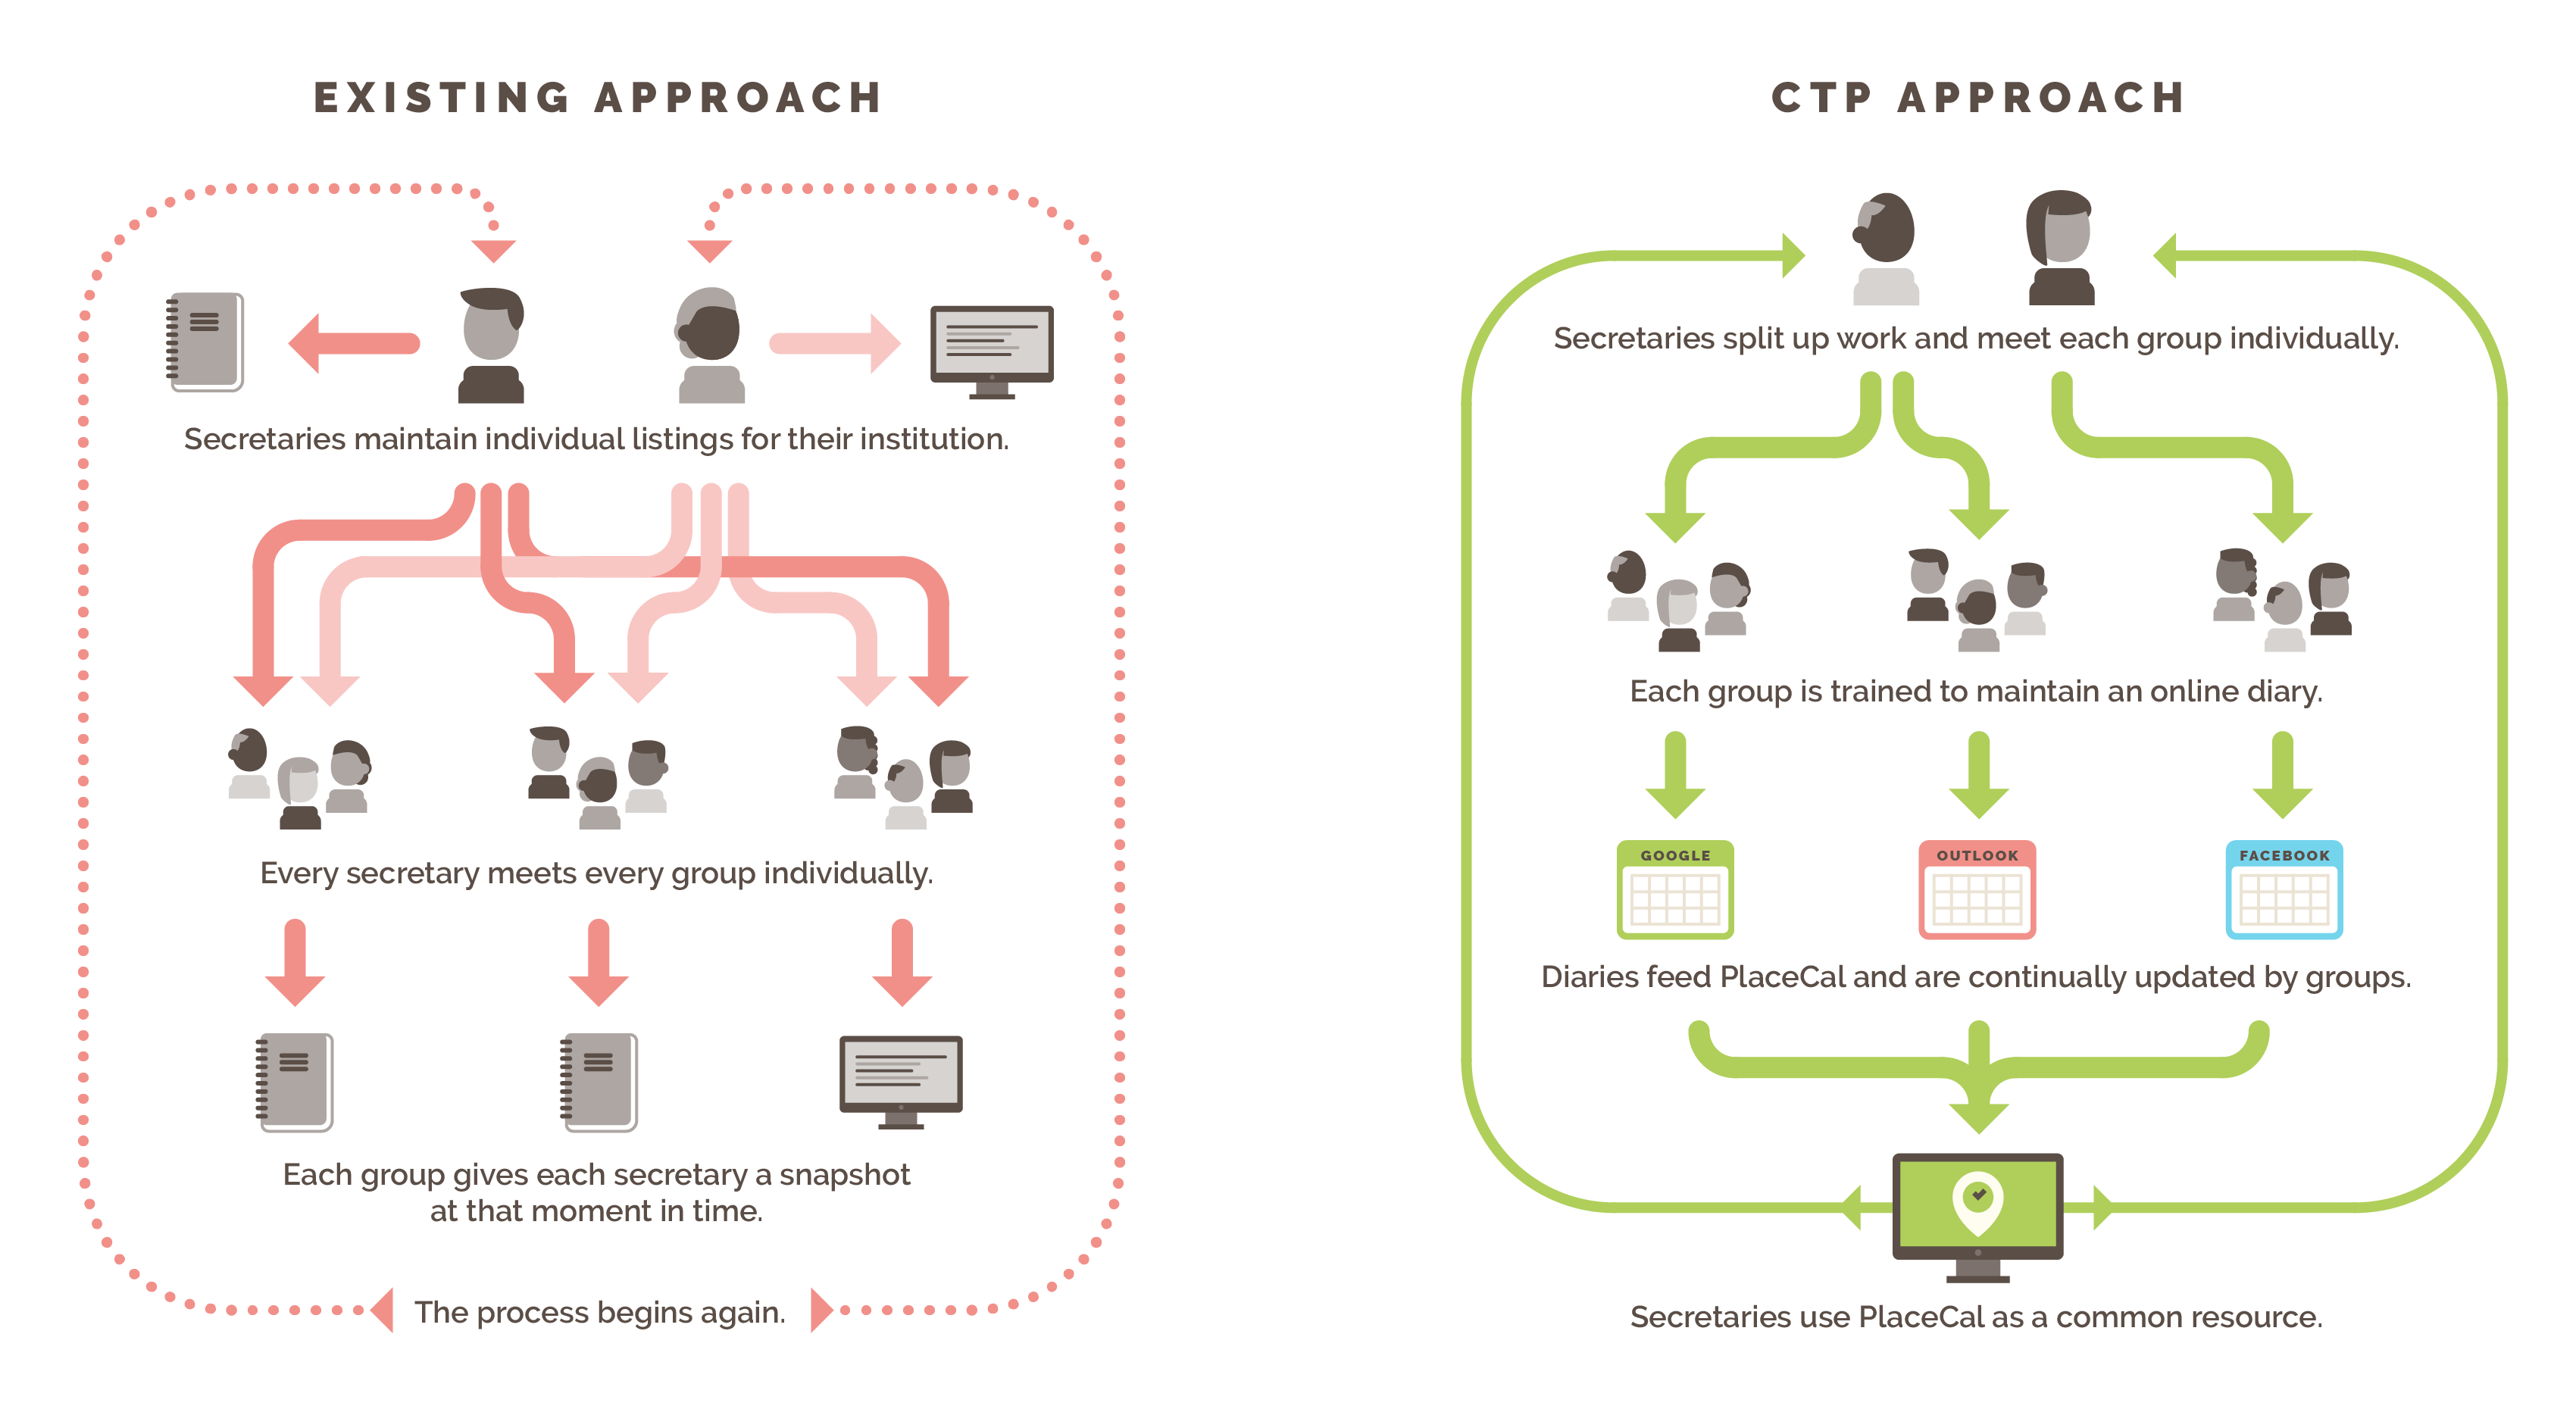 EXISTING APPROACH
Secretaries maintain individual listings for their institution.
Every secretary meets every group individually.
Each group gives each secretary a snapshot
at that moment in time.
The process begins again.
CTP APPROACH
Secretaries split up work and meet each group individually.
Each group is trained to maintain an online diary.
GOOGLE
OUTLOOK
FACEBOOK
Diaries feed PlaceCal and are continually updated by groups.
Secretaries use PlaceCal as a common resource.